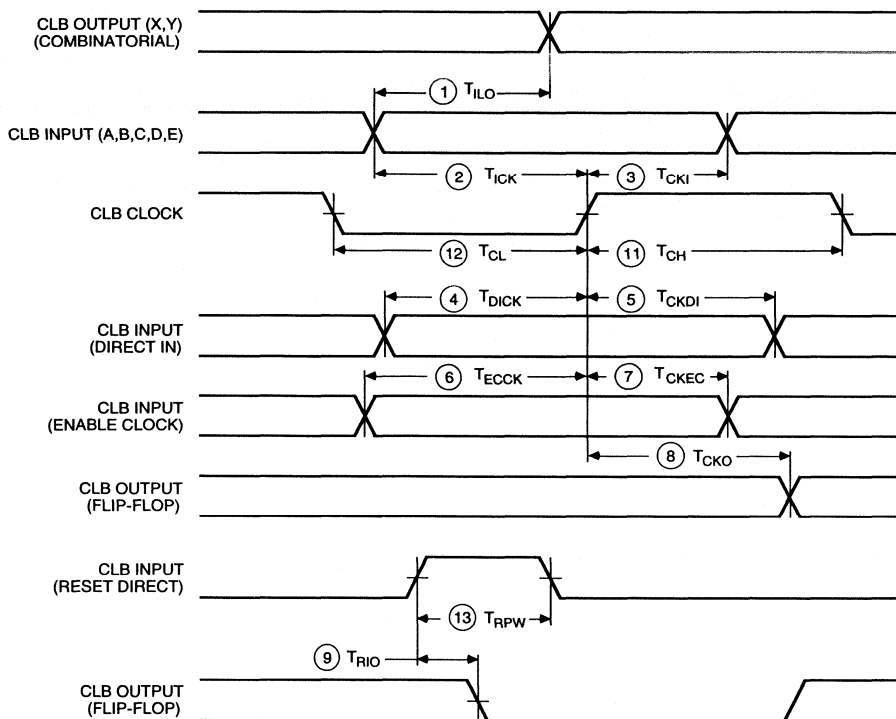 CLB OUTPUT (X,Y)
(COMBINATORIAL)
1 TILO
CLB INPUT (A,B,C,D,E)
2 TICK 3 TCKI
CLB CLOCK
12 TCL 11 TCH
4 TDICK 5 TCKDI
CLB INPUT
(DIRECT IN)
6 TECCK 7 TCKEC
CLB INPUT
(ENABLE CLOCK)
8 TCKO
CLB OUTPUT
(FLIP-FLOP)
CLB INPUT
(RESET DIRECT)
13 TRPW
9 TRIO
CLB OUTPUT
(FLIP-FLOP)